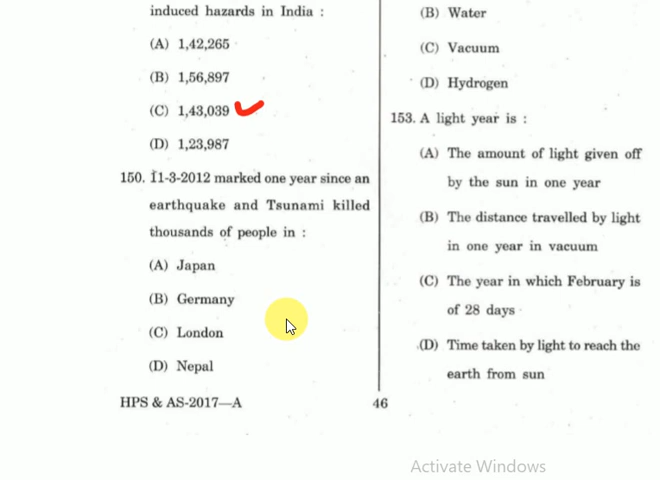 induced hazards in India :
(A) 1,42,265
(B) 1,56,897
(C) 1,43,039
(D) 1,23,987
150. 11-3-2012 marked one year since an
earthquake and Tsunami killed
thousands of people in :
(A) Japan
(B) Germany
(C) London
(D) Nepal
HPS & AS-2017—A
46
(B) Water
(C) Vacuum
(D) Hydrogen
153. A light year is :
(A) The amount of light given off
by the sun in one year
(B) The distance travelled by light
in one year in vacuum
(C) The year in which February is
of 28 days
(D) Time taken by light to reach the
earth from sun
Activate Windows